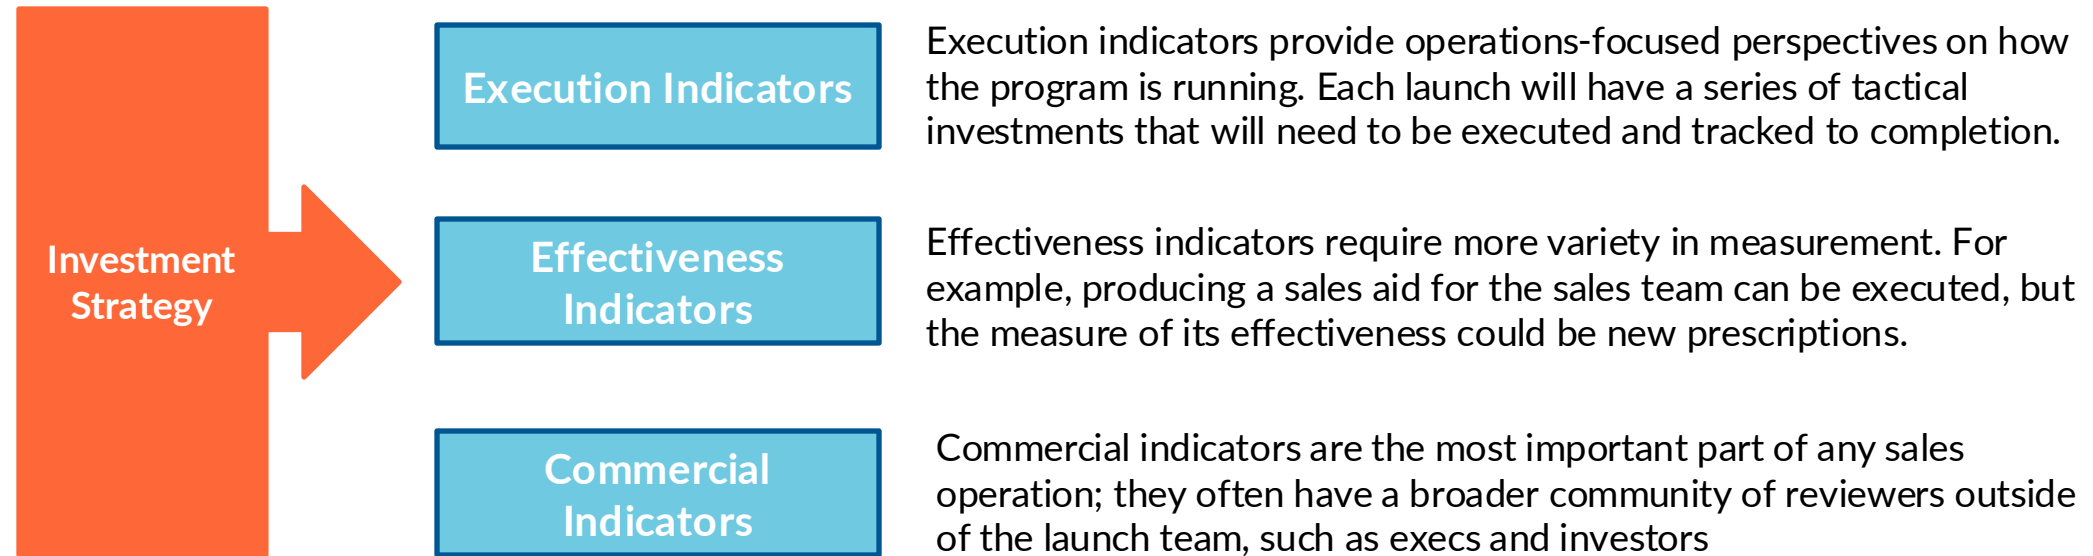 Investment
Strategy
Execution Indicators
Execution indicators provide operations-focused perspectives on how
the program is running. Each launch will have a series of tactical
investments that will need to be executed and tracked to completion.
Effectiveness
Indicators
Effectiveness indicators require more variety in measurement. For
example, producing a sales aid for the sales team can be executed, but
the measure of its effectiveness could be new prescriptions.
Commercial
Indicators
Commercial indicators are the most important part of any sales
operation; they often have a broader community of reviewers outside
of the launch team, such as execs and investors